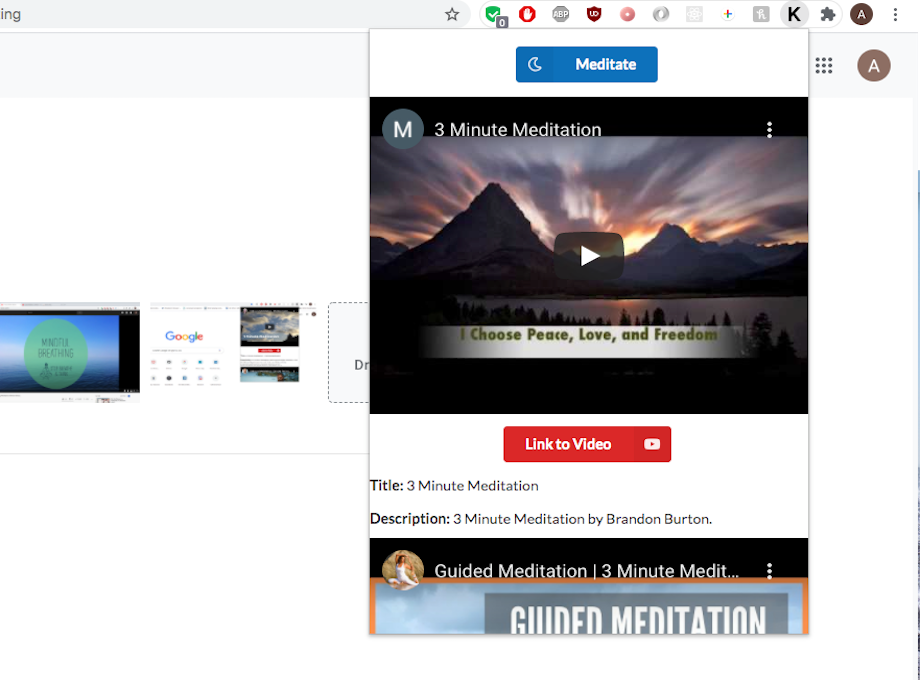 ing
0
ABP
UD
K
A
Meditate
A
M
3 Minute Meditation
I Choose Peace, Love, and Freedom
MINDFUL
BREATHING
Google
Dr
Link to Video
Title: 3 Minute Meditation
Description: 3 Minute Meditation by Brandon Burton.
Guided Meditation | 3 Minute Medit...
GUIDED MEDITATION